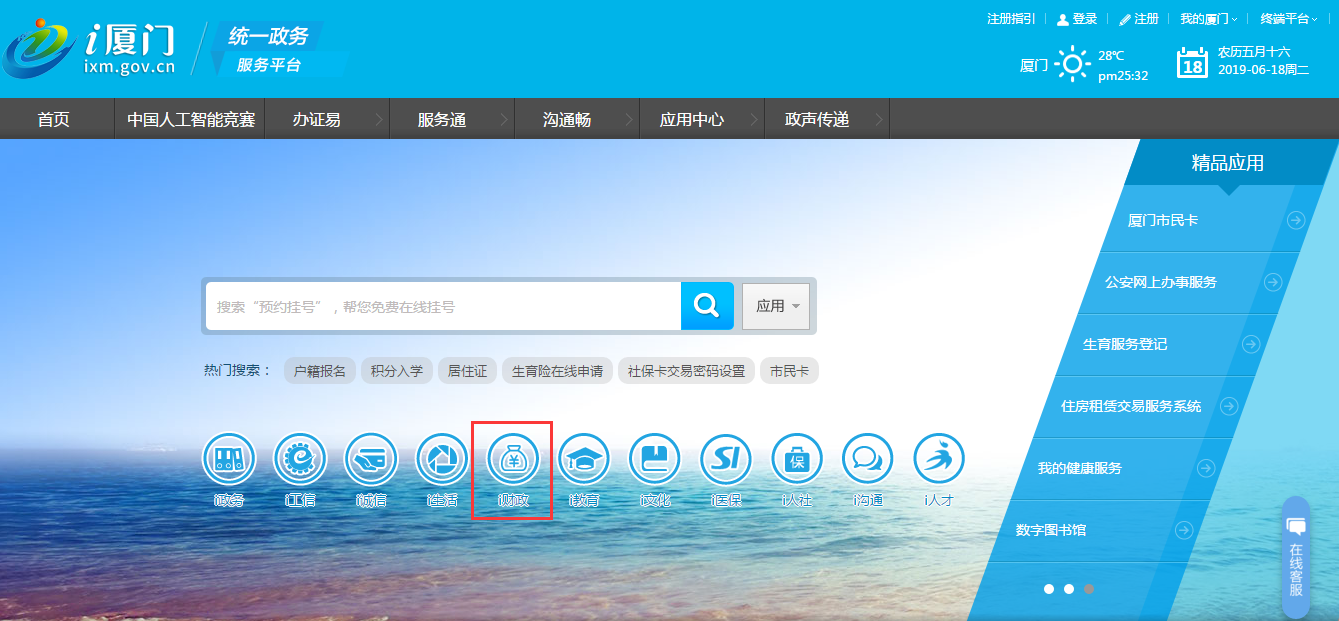 注册指引 登录 注册 我的厦门 终端平台
i厦门
ixm.gov.cn
统一政务
服务平台
厦门
28℃
pm25:32
18
农历五月十六
2019-06-18周二
首页 中国人工智能竞赛 办证易 服务通 沟通畅 应用中心 政声传递
精品应用
厦门市民卡
公安网上办事服务
生育服务登记
住房租赁交易服务系统
我的健康服务
数字图书馆
搜索“预约挂号”，帮您免费在线挂号
应用
热门搜索： 户籍报名 积分入学 居住证 生育险在线申请 社保卡交易密码设置 市民卡
¥ SI 保
i政务 i工信 i诚信 i生活 i财政 i教育 i文化 i医保 i人社 i沟通 i人才
在线客服